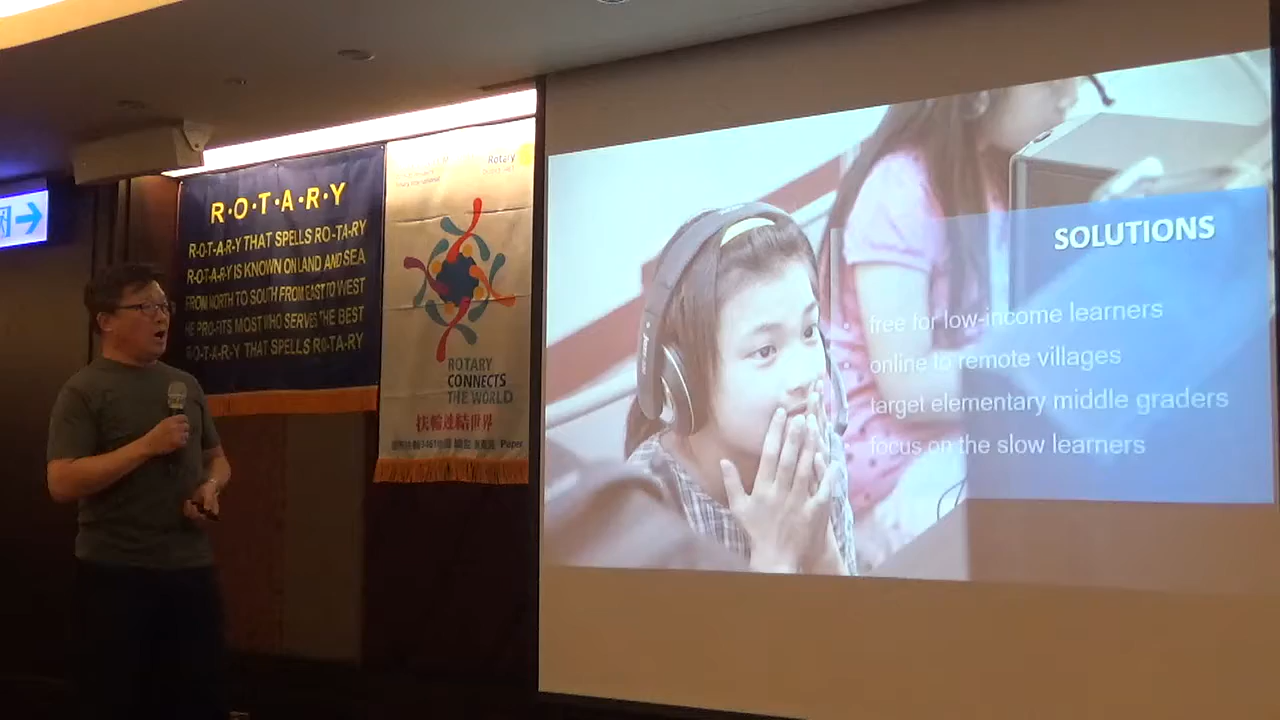 R·O·T·A·R·Y
R-O-T-A-R-Y THAT SPELLS RO-TA-RY
R-O-T-A-R-Y IS KNOWN ON LAND AND SEA
FROM NORTH TO SOUTH FROM EAST TO WEST
HE PROFITS MOST WHO SERVES THE BEST
R-O-T-A-R-Y THAT SPELLS RO-TA-RY
Rotary
ROTARY
CONNECTS
THE WORLD
扶輪連結世界
Paper
SOLUTIONS
free for low-income learners
online to remote villages
target elementary middle graders
focus on the slow learners